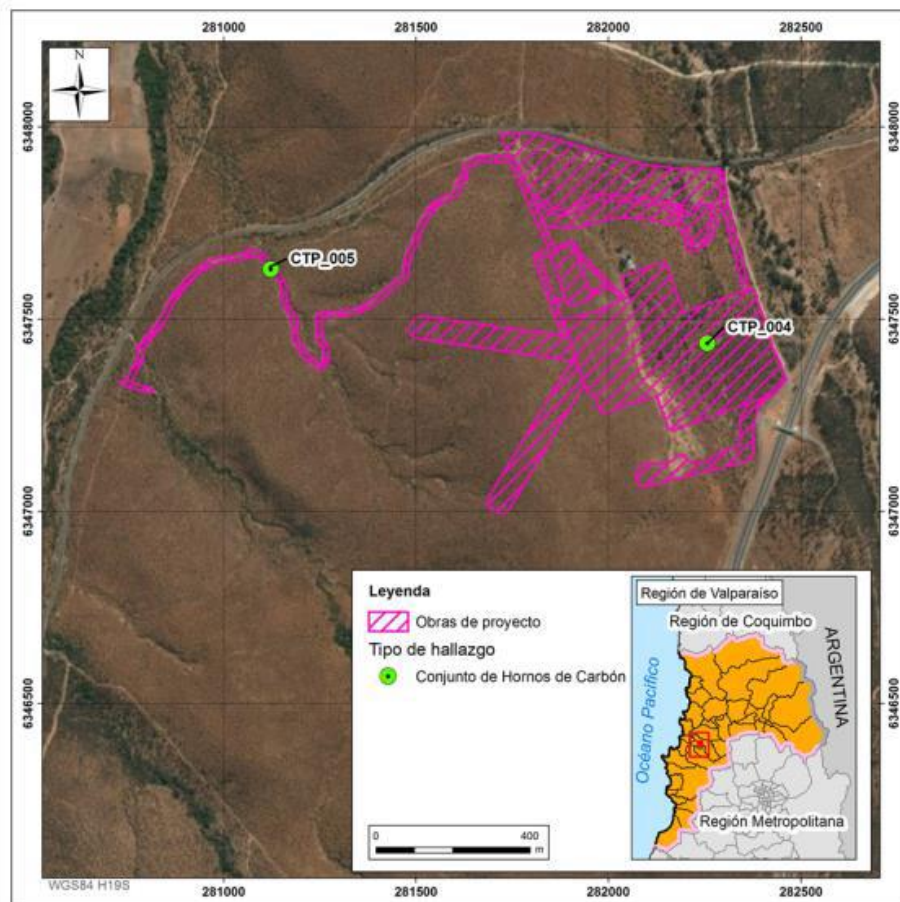 281000 281500 282000 282500
N
6348000 6348000
CTP_005
6347500 6347500
CTP_004
6347000 6347000
Leyenda
Obras de proyecto
Tipo de hallazgo
Conjunto de Hornos de Carbón
6346500 6346500
0 400
m
Región de Valparaíso
Región de Coquimbo
ARGENTINA
Océano Pacífico
Región Metropolitana
WGS84 H19S
281000 281500 282000 282500